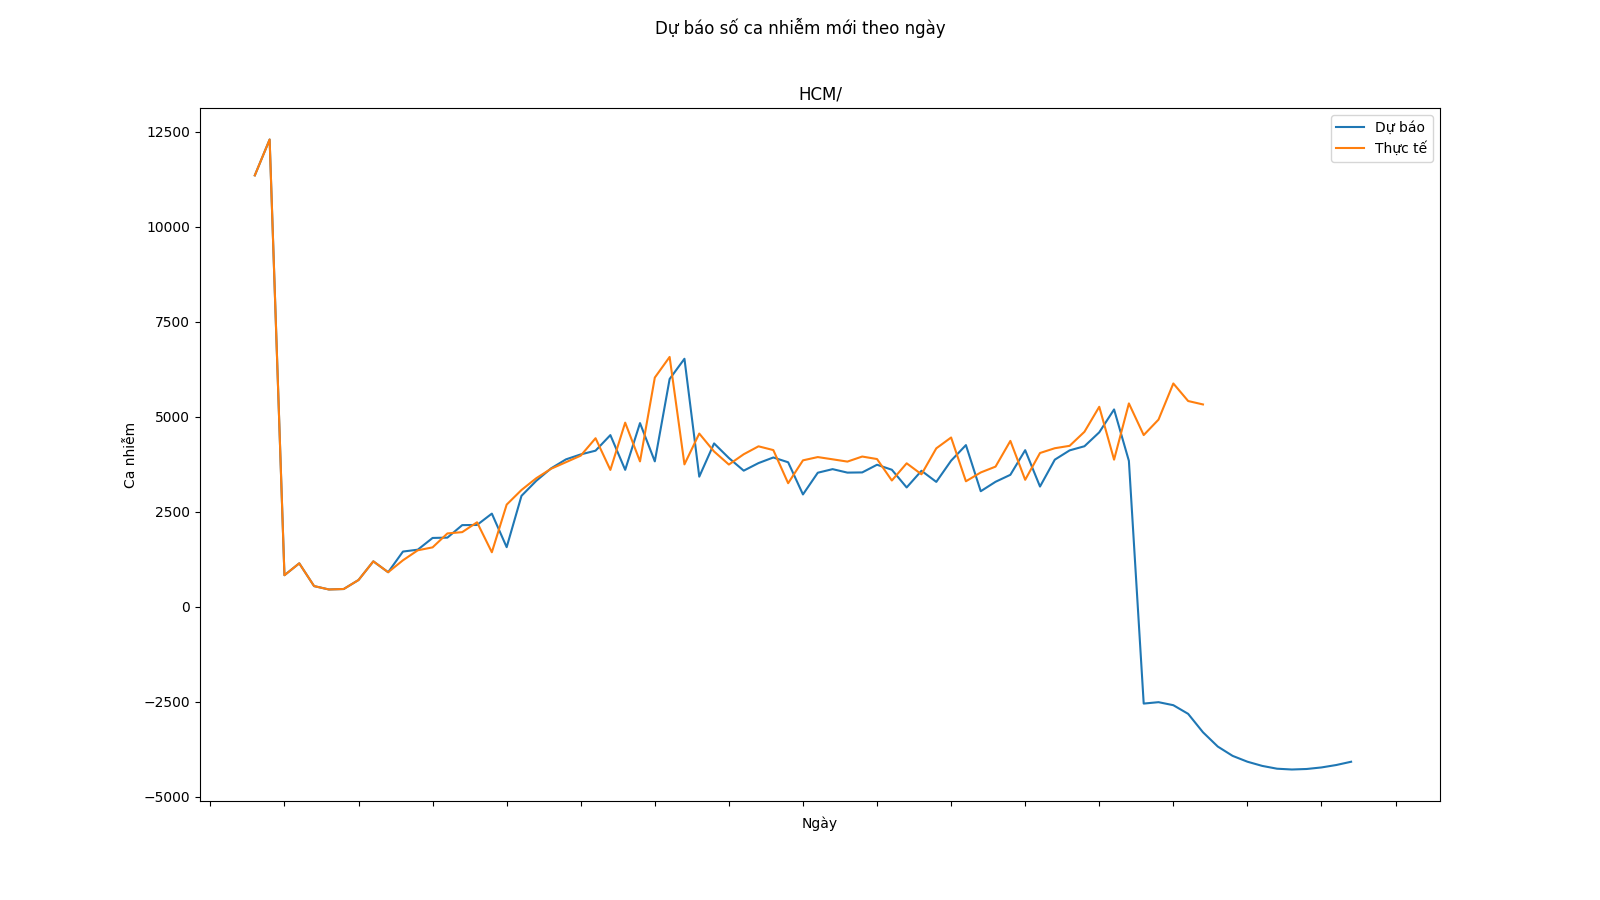 Dự báo số ca nhiễm mới theo ngày
HCM/
Dự báo
Thực tế
12500
10000
7500
5000
2500
0
−2500
−5000
Ca nhiễm
Ngày